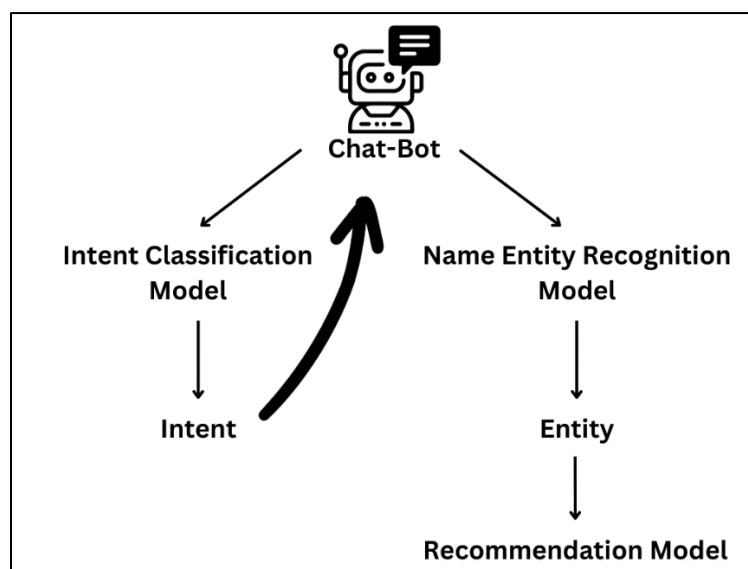 Chat-Bot
Intent Classification
Model
Name Entity Recognition
Model
Intent
Entity
Recommendation Model